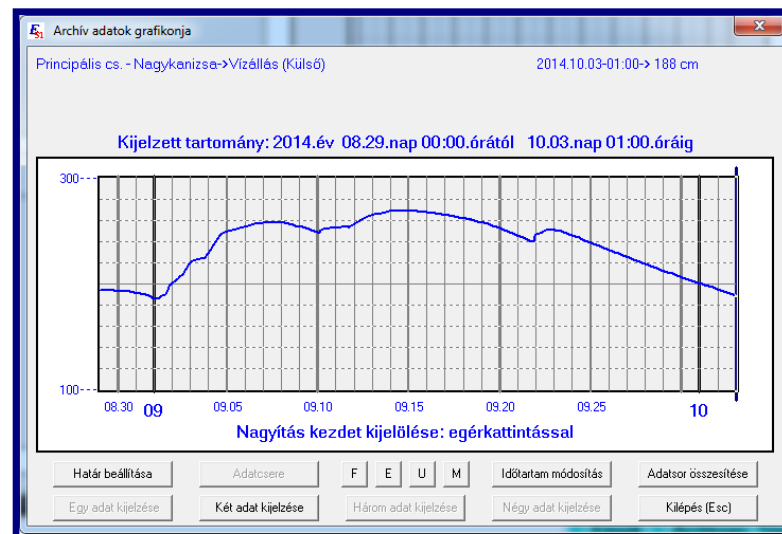 Archív adatok grafikonja
Principális cs. - Nagykanizsa->Vízállás (Külső) 2014.10.03-01:00-> 188 cm
Kijelzett tartomány: 2014.év 08.29.nap 00:00.órától 10.03.nap 01:00.óráig
300---
100---
08.30 09 09.05 09.10 09.15 09.20 09.25 10
Nagyítás kezdet kijelölése: egérkattintással
Határ beállítása Adatcsere F E U M Időtartam módosítás Adatsor összesítése
Egy adat kijelzése Két adat kijelzése Három adat kijelzése Négy adat kijelzése Kilépés (Esc)